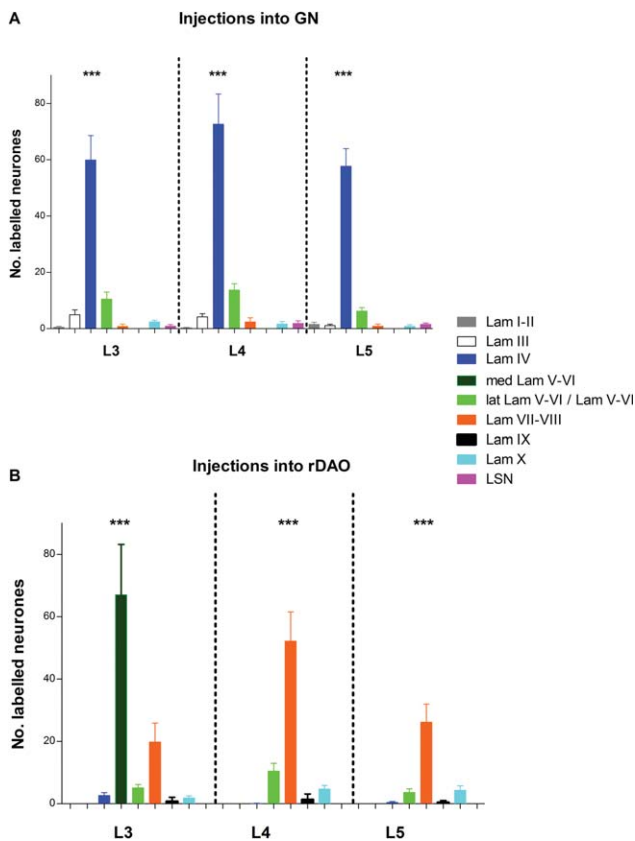 A
Injections into GN
*** *** ***
No. labelled neurones
80
60
40
20
0
L3 L4 L5
Lam I-II
Lam III
Lam IV
med Lam V-VI
lat Lam V-VI / Lam V-VI
Lam VII-VIII
Lam IX
Lam X
LSN
B
Injections into rDAO
*** *** ***
No. labelled neurones
80
60
40
20
0
L3 L4 L5